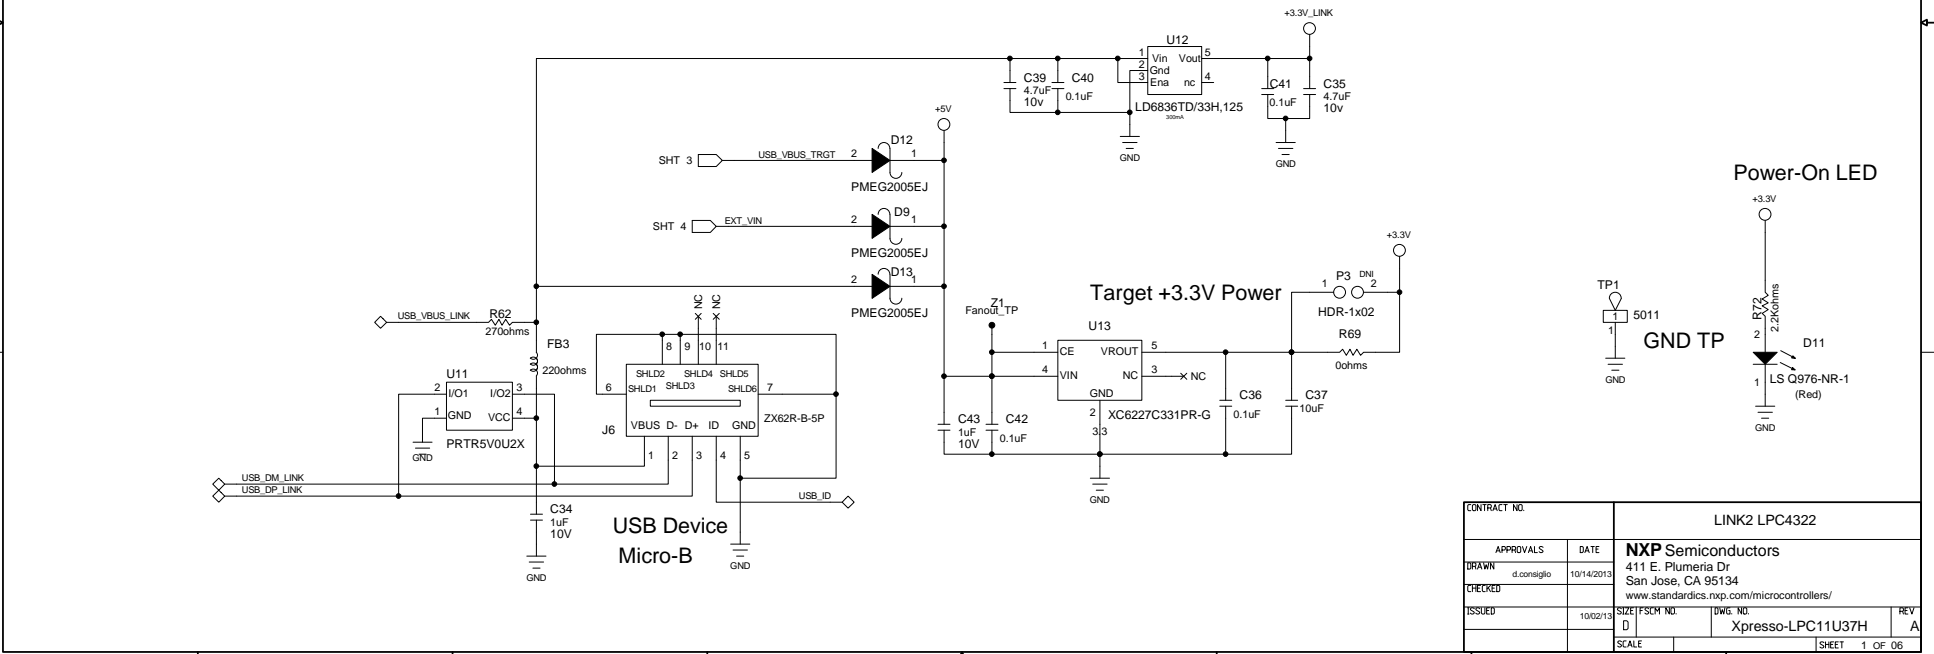 +3.3V_LINK
U12
1 Vin Vout 5
2 Gnd
3 Ena nc 4
LD6836TD/33H,125
300mA
C39
4.7uF
10v
C40
0.1uF
C41
0.1uF
C35
4.7uF
10v
GND
GND
+5V
SHT 3
USB_VBUS_TRGT
2 D12 1
PMEG2005EJ
SHT 4
EXT_VIN
2 D9 1
PMEG2005EJ
2 D13 1
PMEG2005EJ
Power-On LED
+3.3V
R72
2.2Kohms
2
D11
1
LS Q976-NR-1
(Red)
GND
TP1
1 5011
1
GND
GND TP
Target +3.3V Power
Z1
Fanout_TP
U13
1 CE VROUT 5
4 VIN NC 3 NC
GND
2
3.3
XC6227C331PR-G
C43
1uF
10V
C42
0.1uF
C36
0.1uF
C37
10uF
GND
+3.3V
P3 DNI
1 2
HDR-1x02
R69
0ohms
USB_VBUS_LINK
R62
270ohms
FB3
220ohms
U11
2 I/O1 I/O2 3
1 GND VCC 4
PRTR5V0U2X
GND
NC NC
8 9 10 11
SHLD2 SHLD4 SHLD5
6 SHLD1 SHLD3 SHLD6 7
ZX62R-B-5P
J6
VBUS D- D+ ID GND
1 2 3 4 5
USB_DM_LINK
USB_DP_LINK
USB_ID
C34
1uF
10V
GND
USB Device
Micro-B
GND
CONTRACT NO.
LINK2 LPC4322
APPROVALS DATE
NXP Semiconductors
411 E. Plumeria Dr
San Jose, CA 95134
www.standardics.nxp.com/microcontrollers/
DRAWN d.consiglio 10/14/2013
CHECKED
ISSUED 10/02/13
SIZE FSCM NO. DWG. NO. REV
D Xpresso-LPC11U37H A
SCALE SHEET 1 OF 06